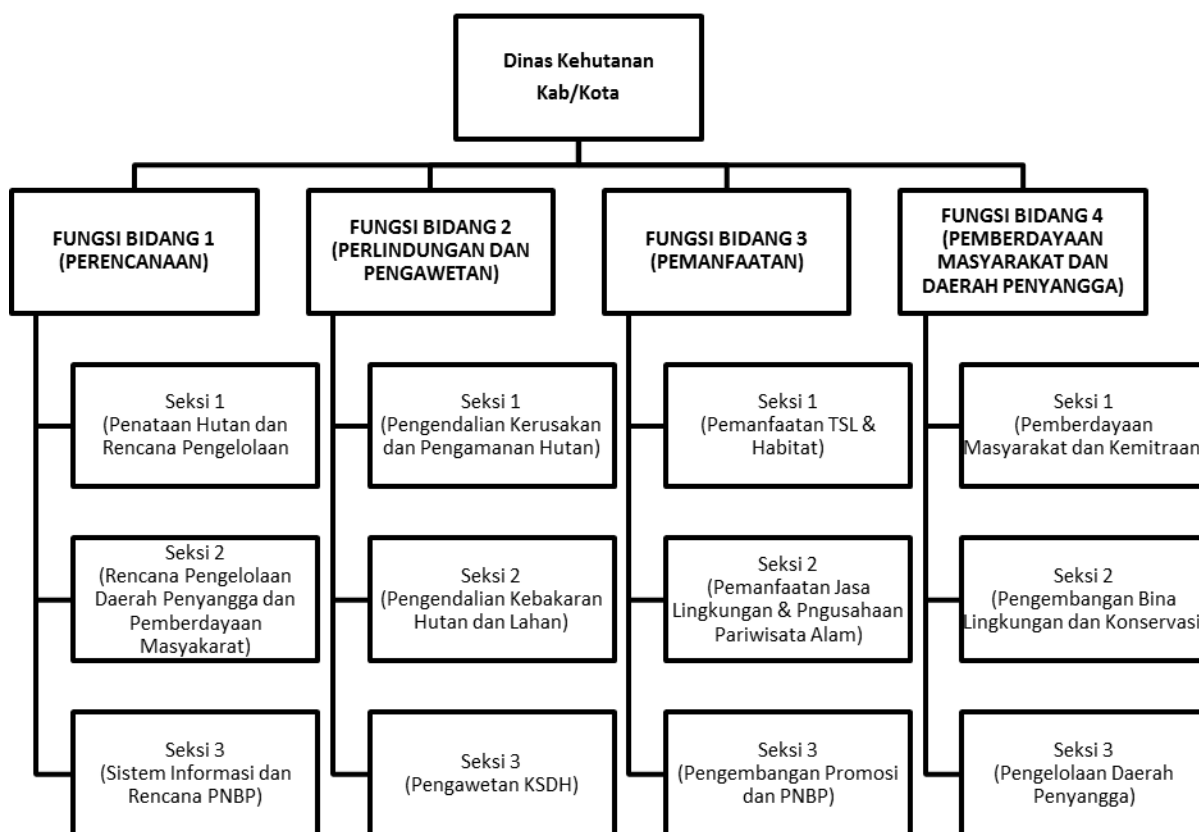 Dinas Kehutanan
Kab/Kota
FUNGSI BIDANG 1
(PERENCANAAN)
FUNGSI BIDANG 2
(PERLINDUNGAN DAN
PENGAWETAN)
FUNGSI BIDANG 3
(PEMANFAATAN)
FUNGSI BIDANG 4
(PEMBERDAYAAN
MASYARAKAT DAN
DAERAH PENYANGGA)
Seksi 1
(Penataan Hutan dan
Rencana Pengelolaan
Seksi 1
(Pengendalian Kerusakan
dan Pengamanan Hutan)
Seksi 1
(Pemanfaatan TSL &
Habitat)
Seksi 1
(Pemberdayaan
Masyarakat dan Kemitraan
Seksi 2
(Rencana Pengelolaan
Daerah Penyangga dan
Pemberdayaan
Masyakarat)
Seksi 2
(Pengendalian Kebakaran
Hutan dan Lahan)
Seksi 2
(Pemanfaatan Jasa
Lingkungan & Pngusahaan
Pariwisata Alam)
Seksi 2
(Pengembangan Bina
Lingkungan dan Konservasi
Seksi 3
(Sistem Informasi dan
Rencana PNBP)
Seksi 3
(Pengawetan KSDH)
Seksi 3
(Pengembangan Promosi
dan PNBP)
Seksi 3
(Pengelolaan Daerah
Penyangga)